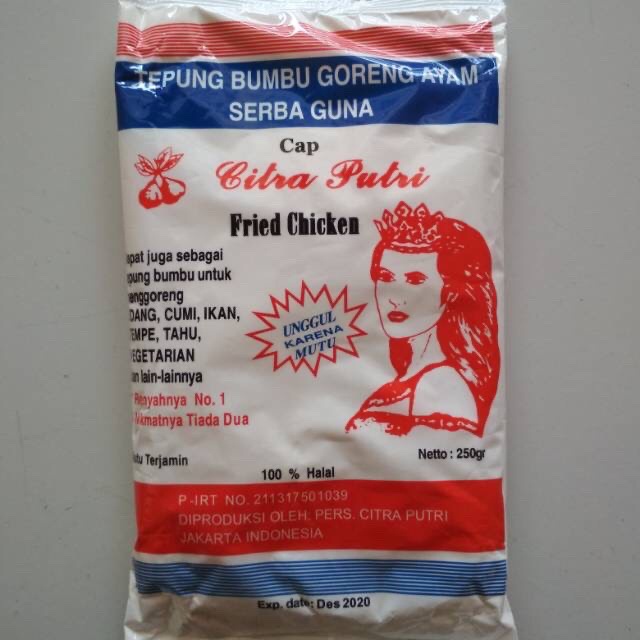 TEPUNG BUMBU GORENG AYAM
SERBA GUNA
Cap
Citra Putri
Fried Chicken
epat juga sebagai
epung bumbu untuk
menggoreng
UDANG, CUMI, IKAN,
TEMPE, TAHU,
VEGETARIAN
dan lain-lainnya
Renyahnya No. 1
Nikmatnya Tiada Dua
UNGGUL
KARENA
MUTU
Mutu Terjamin
Netto : 250gr
100 % Halal
P-IRT NO. 211317501039
DIPRODUKSI OLEH. PERS. CITRA PUTRI
JAKARTA INDONESIA
Exp. date: Des 2020